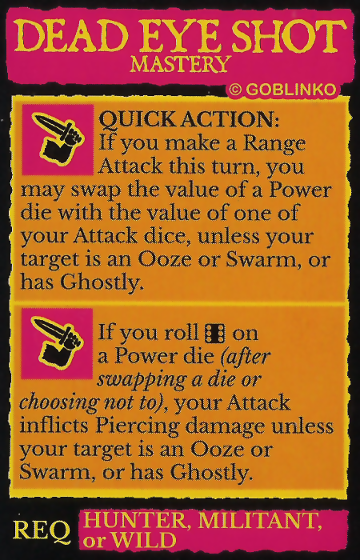 DEAD EYE SHOT
MASTERY
© GOBLINKO
QUICK ACTION:
If you make a Range
Attack this turn, you
may swap the value of a Power
die with the value of one of
your Attack dice, unless your
target is an Ooze or Swarm, or
has Ghostly.
If you roll ⚅ on
a Power die (after
swapping a die or
choosing not to), your Attack
inflicts Piercing damage unless
your target is an Ooze or
Swarm, or has Ghostly.
REQ HUNTER, MILITANT,
or WILD